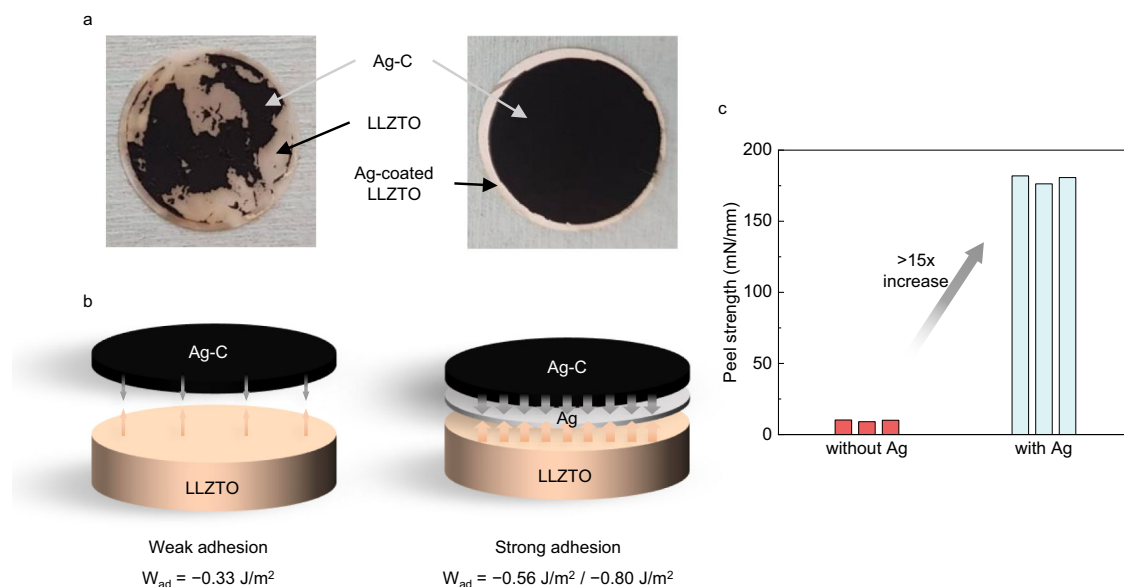 a
Ag-C
LLZTO
Ag-coated
LLZTO
b
Ag-C
LLZTO
Weak adhesion
W_ad = −0.33 J/m²
Ag-C
Ag
LLZTO
Strong adhesion
W_ad = −0.56 J/m² / −0.80 J/m²
c
Peel strength (mN/mm)
200
150
100
50
0
>15x
increase
without Ag
with Ag